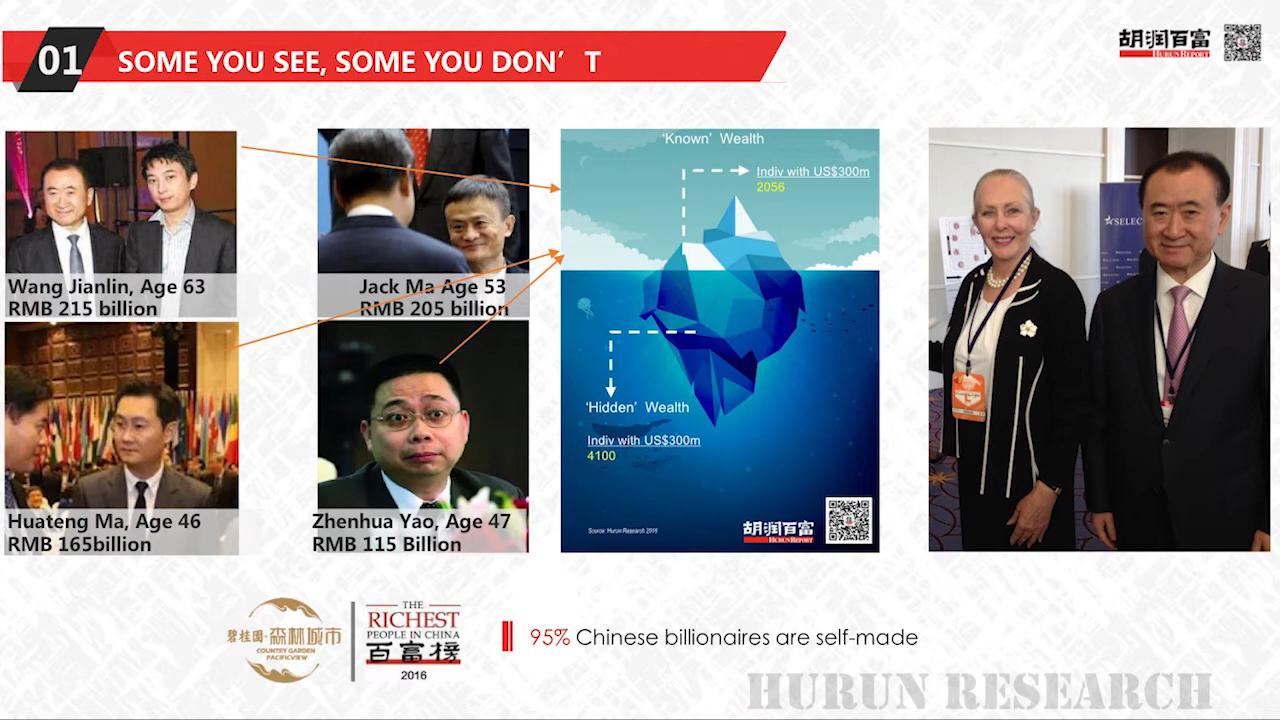 01
SOME YOU SEE, SOME YOU DON’ T
胡润百富
HURUN REPORT
Wang Jianlin, Age 63
RMB 215 billion
Jack Ma Age 53
RMB 205 billion
Huateng Ma, Age 46
RMB 165billion
Zhenhua Yao, Age 47
RMB 115 Billion
‘Known’ Wealth
Indiv with US$300m
2056
‘Hidden’ Wealth
Indiv with US$300m
4100
Source: Hurun Research 2016
胡润百富
HURUN REPORT
SELEC
碧桂園·森林城市
COUNTRY GARDEN
PACIFICVIEW
THE
RICHEST
PEOPLE IN CHINA
百富榜
2016
95% Chinese billionaires are self-made
HURUN RESEARCH